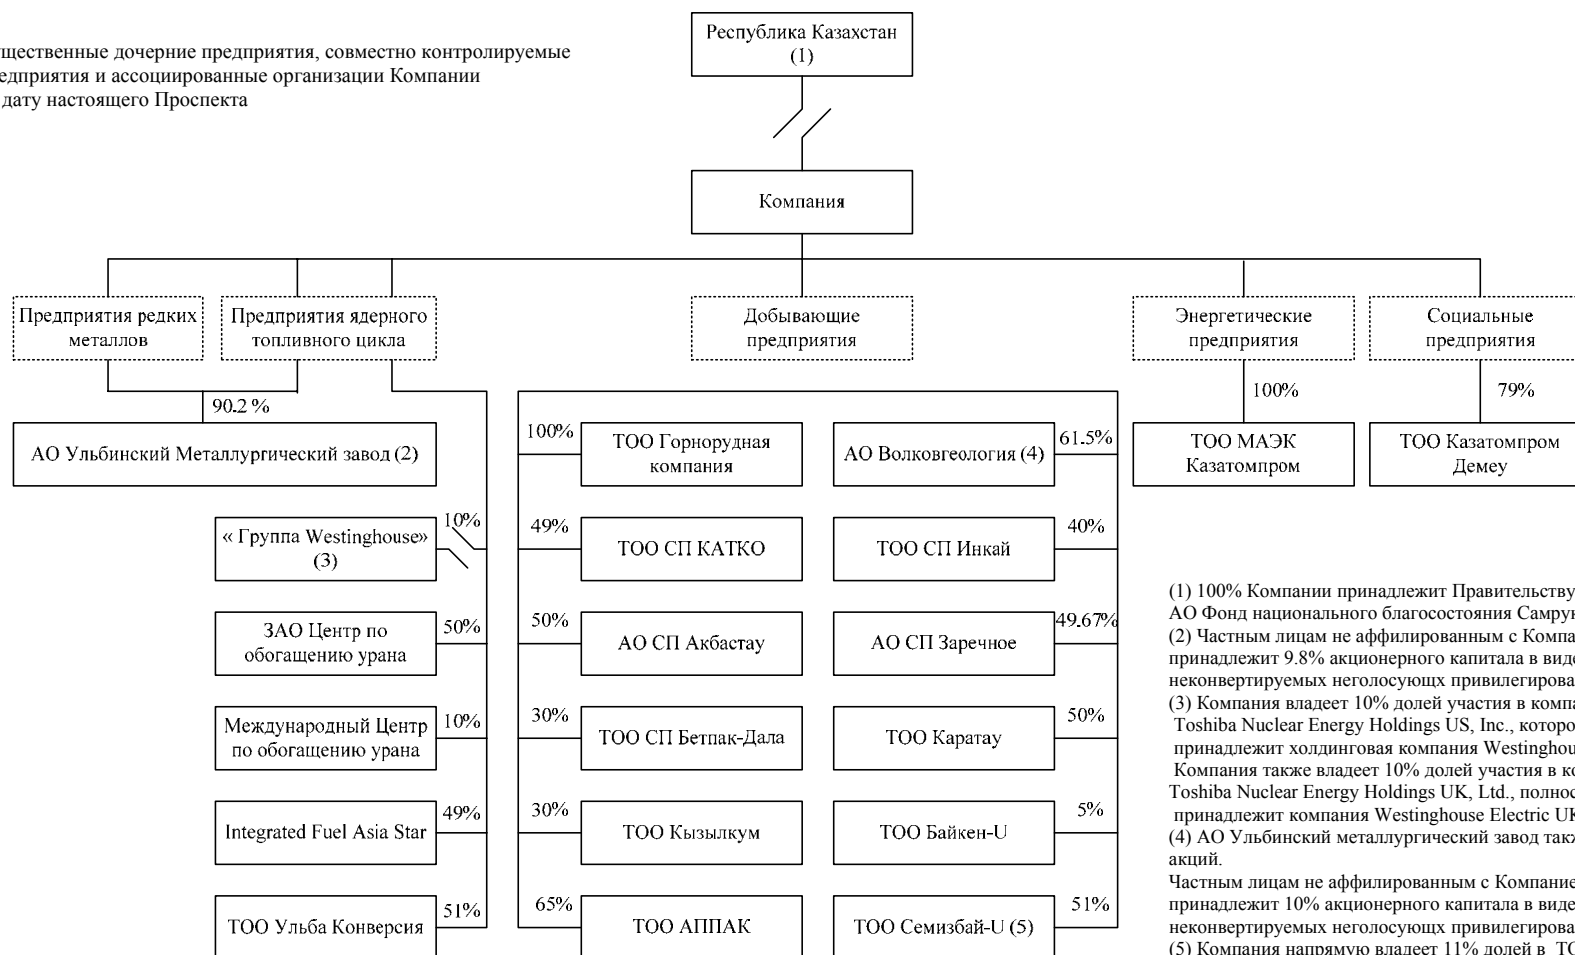 ущественные дочерние предприятия, совместно контролируемые
едприятия и ассоциированные организации Компании
дату настоящего Проспекта
Республика Казахстан
(1)
Компания
Предприятия редких
металлов
Предприятия ядерного
топливного цикла
Добывающие
предприятия
Энергетические
предприятия
Социальные
предприятия
90.2 %
100%
79%
АО Ульбинский Металлургический завод (2)
100%
ТОО Горнорудная
компания
АО Волковгеология (4)
61.5%
ТОО МАЭК
Казатомпром
ТОО Казатомпром
Демеу
« Группа Westinghouse»
(3)
10%
49%
ТОО СП КАТКО
ТОО СП Инкай
40%
ЗАО Центр по
обогащению урана
50%
50%
АО СП Акбастау
АО СП Заречное
49.67%
Международный Центр
по обогащению урана
10%
30%
ТОО СП Бетпак-Дала
ТОО Каратау
50%
Integrated Fuel Asia Star
49%
30%
ТОО Кызылкум
ТОО Байкен-U
5%
ТОО Ульба Конверсия
51%
65%
ТОО АППАК
ТОО Семизбай-U (5)
51%
(1) 100% Компании принадлежит Правительству
АО Фонд национального благосостояния Самрук
(2) Частным лицам не аффилированным с Компа
принадлежит 9.8% акционерного капитала в виде
неконвертируемых неголосующх привилегирова
(3) Компания владеет 10% долей участия в компа
Toshiba Nuclear Energy Holdings US, Inc., которо
принадлежит холдинговая компания Westinghou
Компания также владеет 10% долей участия в ко
Toshiba Nuclear Energy Holdings UK, Ltd., полнос
принадлежит компания Westinghouse Electric UK
(4) АО Ульбинский металлургический завод такж
акций.
Частным лицам не аффилированным с Компание
принадлежит 10% акционерного капитала в виде
неконвертируемых неголосующх привилегирова
(5) Компания напрямую владеет 11% долей в ТО